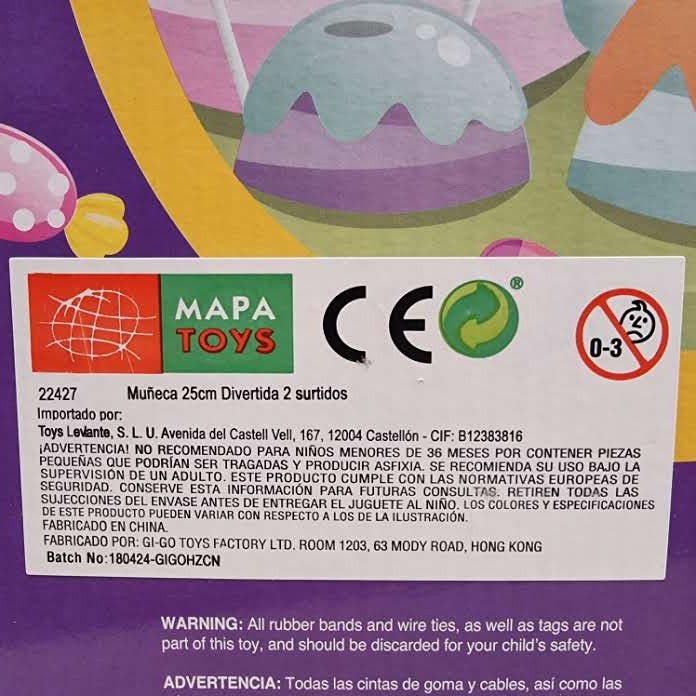 MAPA
TOYS
CE
®
0-3
22427 Muñeca 25cm Divertida 2 surtidos
Importado por:
Toys Levante, S. L. U. Avenida del Castell Vell, 167, 12004 Castellón - CIF: B12383816
¡ADVERTENCIA! NO RECOMENDADO PARA NIÑOS MENORES DE 36 MESES POR CONTENER PIEZAS
PEQUEÑAS QUE PODRÍAN SER TRAGADAS Y PRODUCIR ASFIXIA. SE RECOMIENDA SU USO BAJO LA
SUPERVISIÓN DE UN ADULTO. ESTE PRODUCTO CUMPLE CON LAS NORMATIVAS EUROPEAS DE
SEGURIDAD. CONSERVE ESTA INFORMACIÓN PARA FUTURAS CONSULTAS. RETIREN TODAS LAS
SUJECCIONES DEL ENVASE ANTES DE ENTREGAR EL JUGUETE AL NIÑO. LOS COLORES Y ESPECIFICACIONES
DE ESTE PRODUCTO PUEDEN VARIAR CON RESPECTO A LOS DE LA ILUSTRACIÓN.
FABRICADO EN CHINA.
FABRICADO POR: GI-GO TOYS FACTORY LTD. ROOM 1203, 63 MODY ROAD, HONG KONG
Batch No:180424-GIGOHZCN
WARNING: All rubber bands and wire ties, as well as tags are not
part of this toy, and should be discarded for your child's safety.
ADVERTENCIA: Todas las cintas de goma y cables, así como las